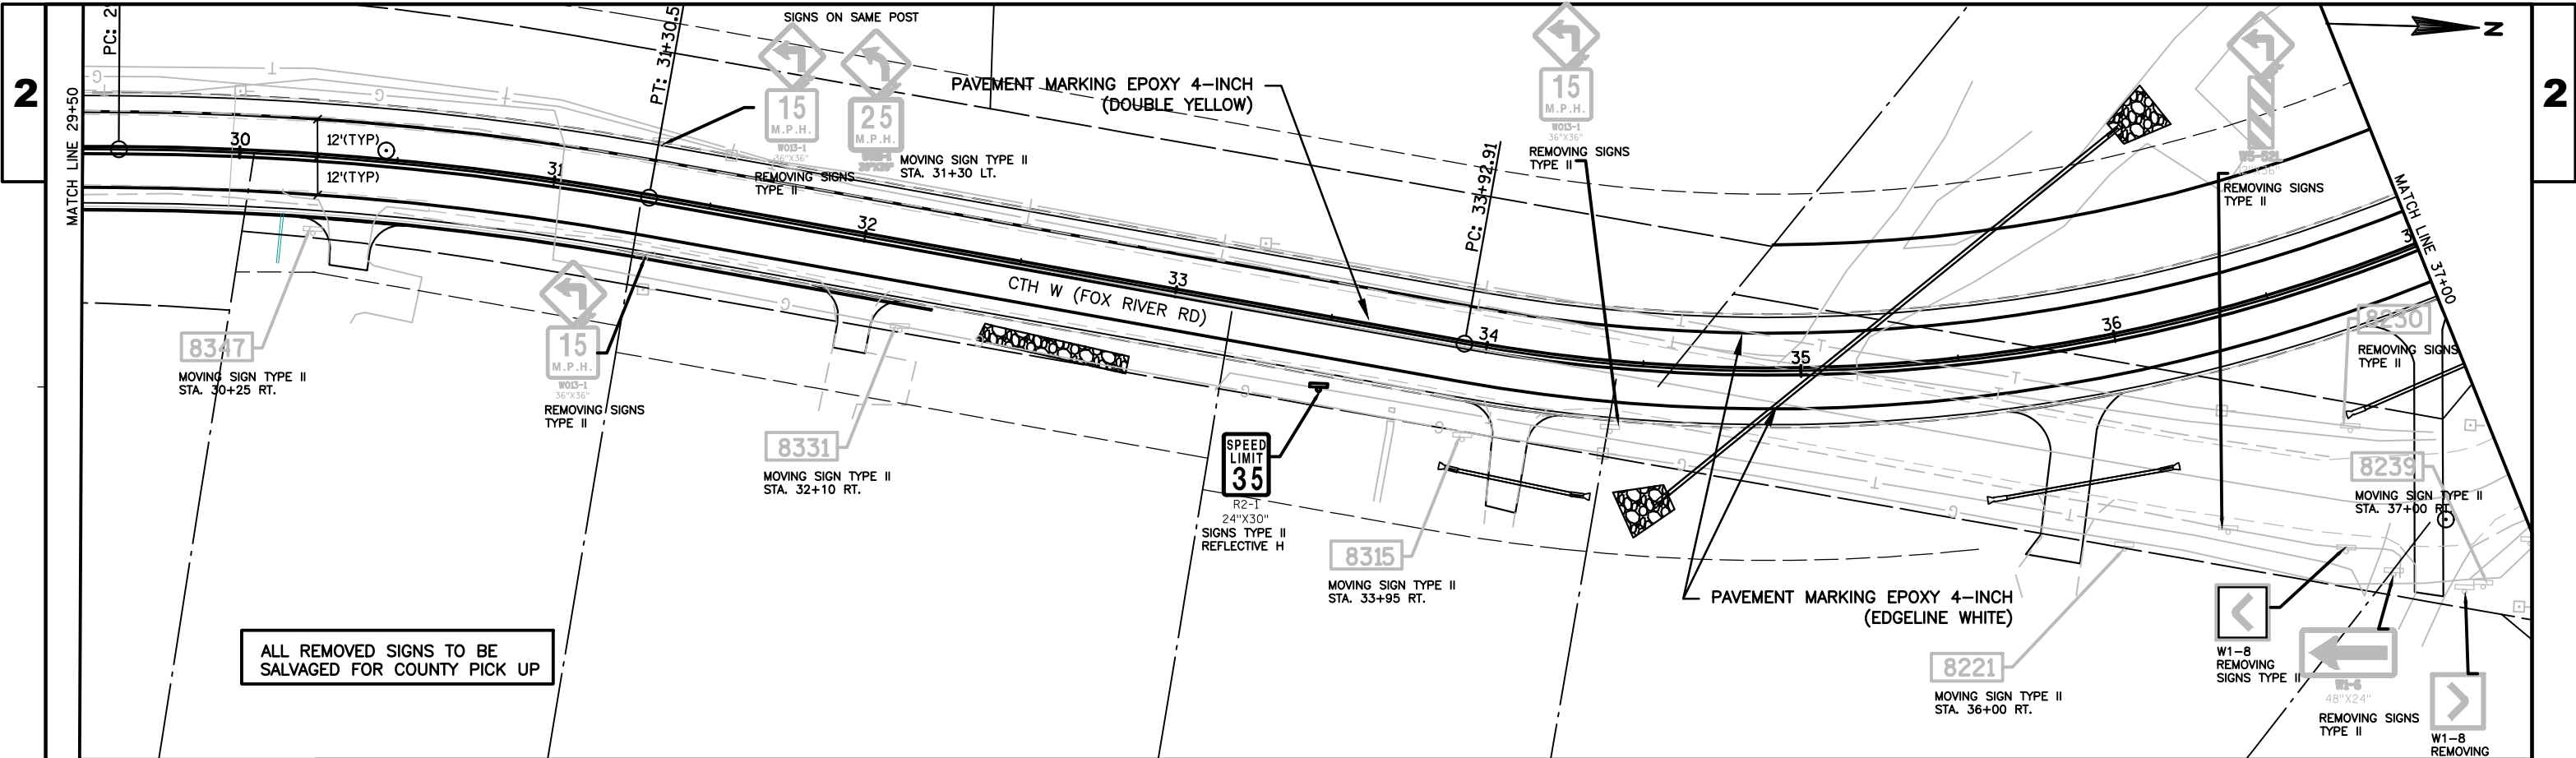 2
2
N
MATCH LINE 29+50
PT: 31+30.5
SIGNS ON SAME POST
15
M.P.H.
WO13-1
36"X36"
REMOVING SIGNS
TYPE II
25
M.P.H.
MOVING SIGN TYPE II
STA. 31+30 LT.
PAVEMENT MARKING EPOXY 4-INCH
(DOUBLE YELLOW)
15
M.P.H.
WO13-1
36"X36"
REMOVING SIGNS
TYPE II
PC: 33+92.91
REMOVING SIGNS
TYPE II
MATCH LINE 37+00
30
12'(TYP)
12'(TYP)
31
32
33
34
35
36
CTH W (FOX RIVER RD)
T
G
8347
MOVING SIGN TYPE II
STA. 30+25 RT.
15
M.P.H.
WO13-1
36"X36"
REMOVING SIGNS
TYPE II
8331
MOVING SIGN TYPE II
STA. 32+10 RT.
SPEED
LIMIT
35
R2-1
24"X30"
SIGNS TYPE II
REFLECTIVE H
8315
MOVING SIGN TYPE II
STA. 33+95 RT.
PAVEMENT MARKING EPOXY 4-INCH
(EDGELINE WHITE)
8230
REMOVING SIGNS
TYPE II
8239
MOVING SIGN TYPE II
STA. 37+00 RT.
8221
MOVING SIGN TYPE II
STA. 36+00 RT.
W1-8
REMOVING
SIGNS TYPE II
W1-6
48"X24"
REMOVING SIGNS
TYPE II
W1-8
REMOVING
ALL REMOVED SIGNS TO BE
SALVAGED FOR COUNTY PICK UP